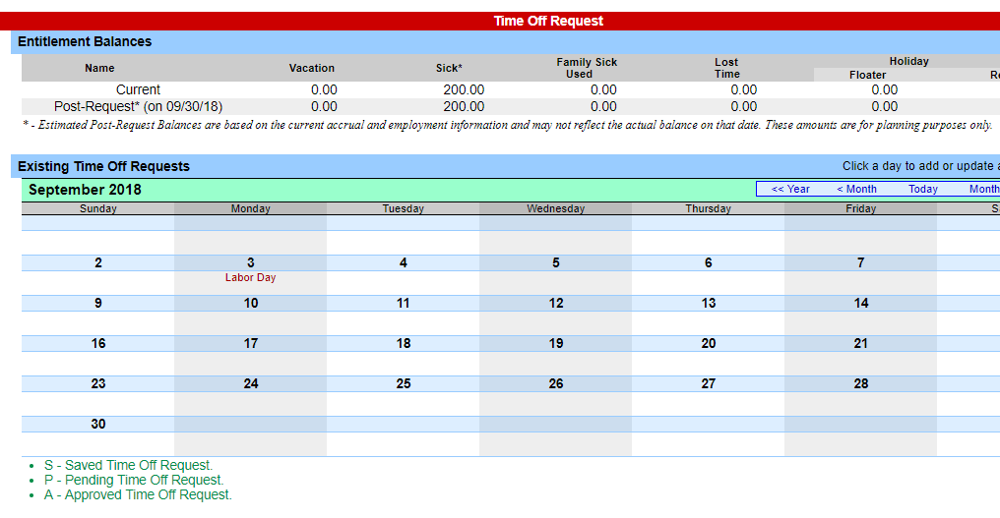 Time Off Request
Entitlement Balances
Name Vacation Sick* Family Sick Used Lost Time Holiday
Floater Re
Current 0.00 200.00 0.00 0.00 0.00
Post-Request* (on 09/30/18) 0.00 200.00 0.00 0.00 0.00
* - Estimated Post-Request Balances are based on the current accrual and employment information and may not reflect the actual balance on that date. These amounts are for planning purposes only.
Existing Time Off Requests Click a day to add or update a
September 2018 << Year < Month Today Month
Sunday Monday Tuesday Wednesday Thursday Friday S
2 3 4 5 6 7
Labor Day
9 10 11 12 13 14
16 17 18 19 20 21
23 24 25 26 27 28
30
• S - Saved Time Off Request.
• P - Pending Time Off Request.
• A - Approved Time Off Request.